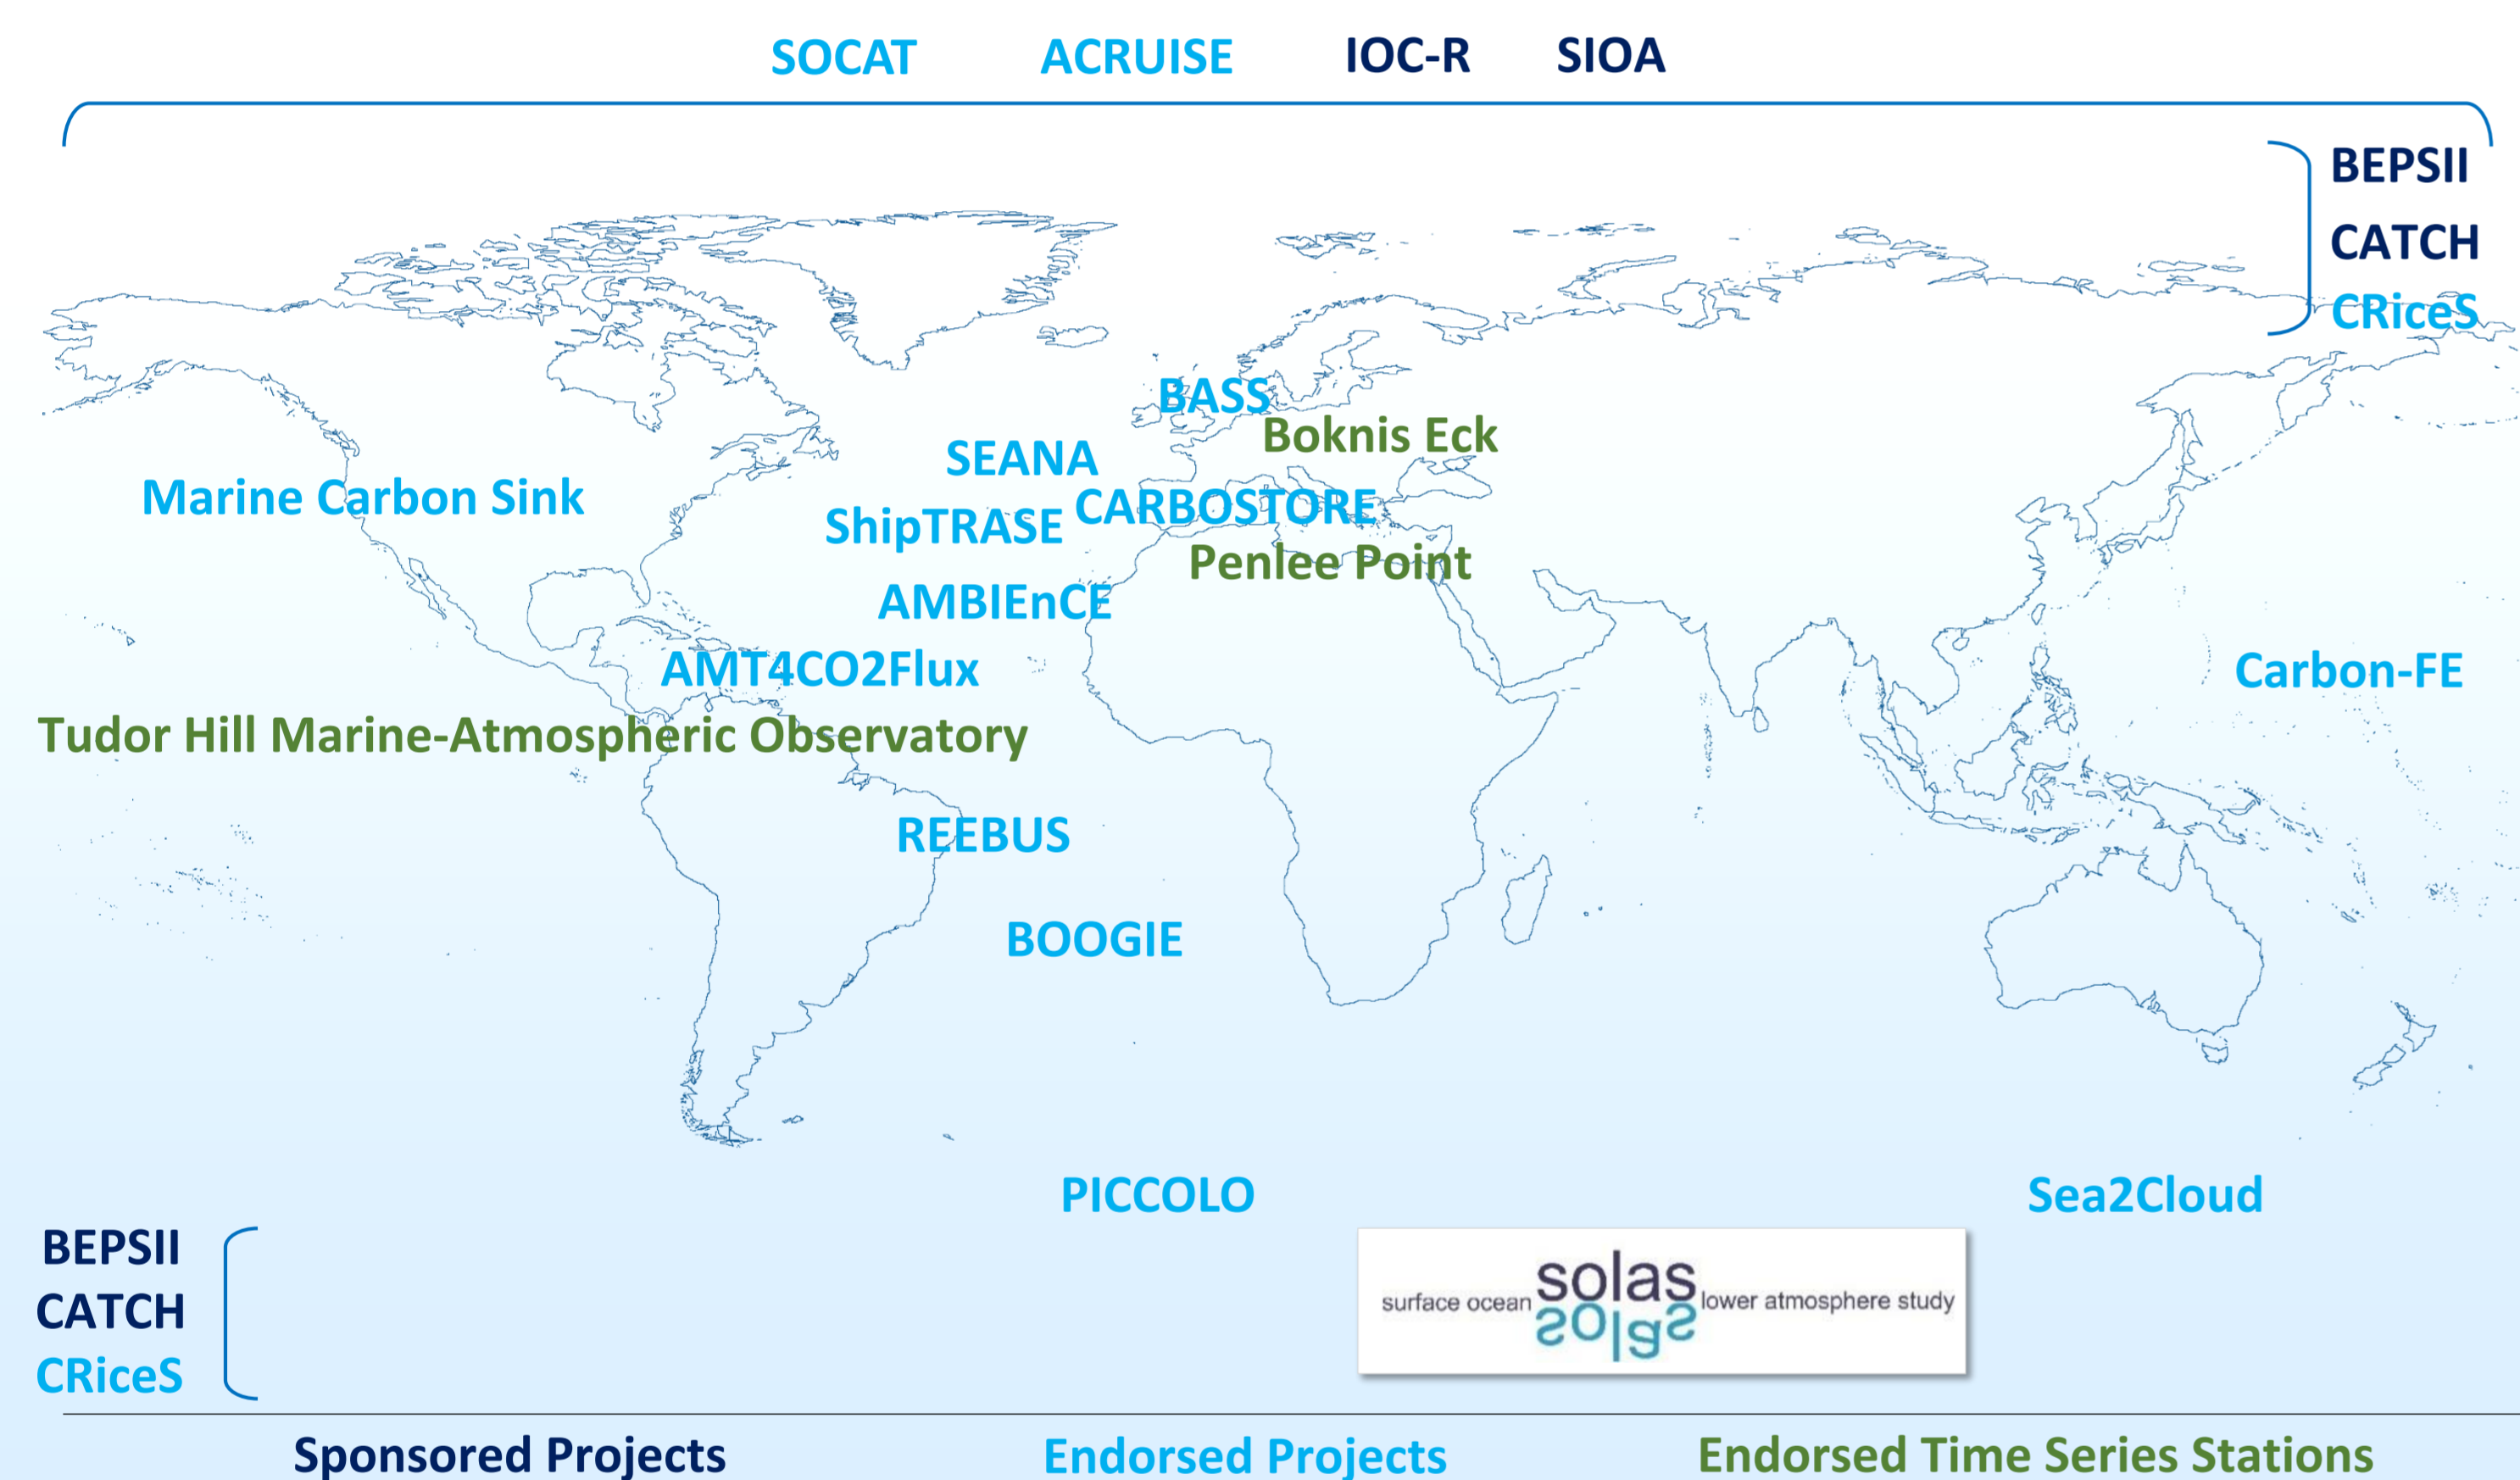 SOCAT ACRUISE IOC-R SIOA
BEPSII
CATCH
CRiceS
BASS
Boknis Eck
SEANA
Marine Carbon Sink
CARBOSTORE
ShipTRASE
Penlee Point
AMBIEnCE
AMT4CO2Flux
Carbon-FE
Tudor Hill Marine-Atmospheric Observatory
REEBUS
BOOGIE
PICCOLO
Sea2Cloud
BEPSII
CATCH
CRiceS
surface ocean solas lower atmosphere study
solas
Sponsored Projects Endorsed Projects Endorsed Time Series Stations